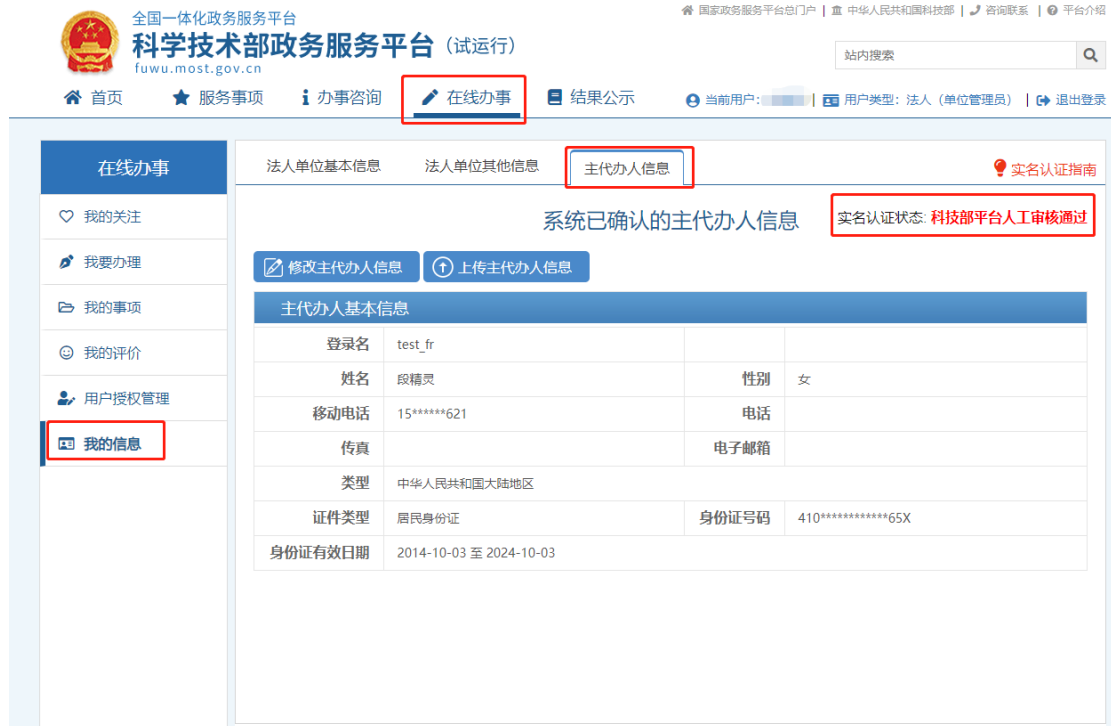 国家政务服务平台总门户 | 中华人民共和国科技部 | 咨询联系 | 平台介绍
全国一体化政务服务平台
科学技术部政务服务平台（试运行）
fuwu.most.gov.cn
站内搜索
首页 服务事项 办事咨询 在线办事 结果公示 当前用户: | 用户类型：法人（单位管理员） | 退出登录
在线办事
我的关注
我要办理
我的事项
我的评价
用户授权管理
我的信息
法人单位基本信息 法人单位其他信息 主代办人信息 实名认证指南
系统已确认的主代办人信息 实名认证状态: 科技部平台人工审核通过
修改主代办人信息 上传主代办人信息
主代办人基本信息
登录名 test_fr
姓名 段精灵 性别 女
移动电话 15******621 电话
传真 电子邮箱
类型 中华人民共和国大陆地区
证件类型 居民身份证 身份证号码 410************65X
身份证有效日期 2014-10-03 至 2024-10-03